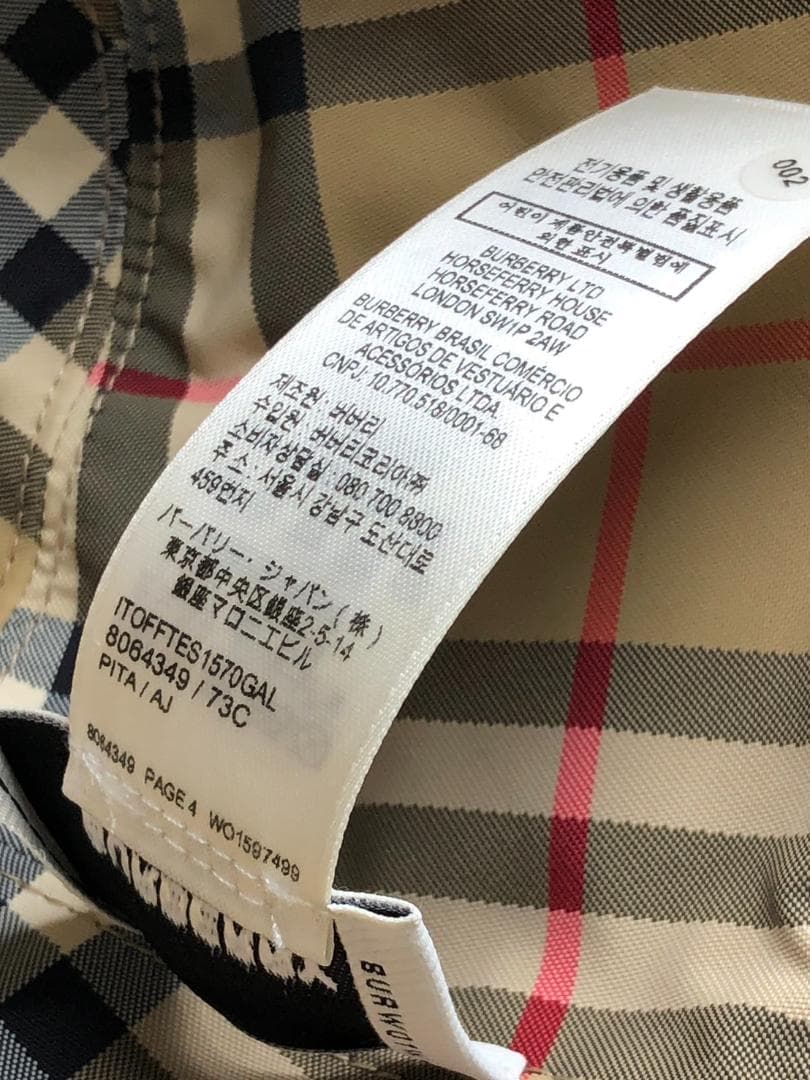 002
전기용품 및 생활용품
안전관리법에 의한 품질표시
어린이 제품안전특별법에
의한 표시
BURBERRY LTD
HORSEFERRY HOUSE
HORSEFERRY ROAD
LONDON SW1P 2AW
BURBERRY BRASIL COMÉRCIO
DE ARTIGOS DE VESTUARIO E
ACESSORIOS LTDA
CNPJ. 10.770.518/0001-68
제조원: 버버리
수입원: 버버리코리아㈜
소비자상담실: 080 700 8800
주 소: 서울시 강남구 도산대로
459번지
バーバリー・ジャパン(株)
東京都中央区銀座2-5-14
銀座マロニエビル
ITOFFTES1570GAL
8064349 / 73C
PITA / AJ
8064349 PAGE 4 WO1597499